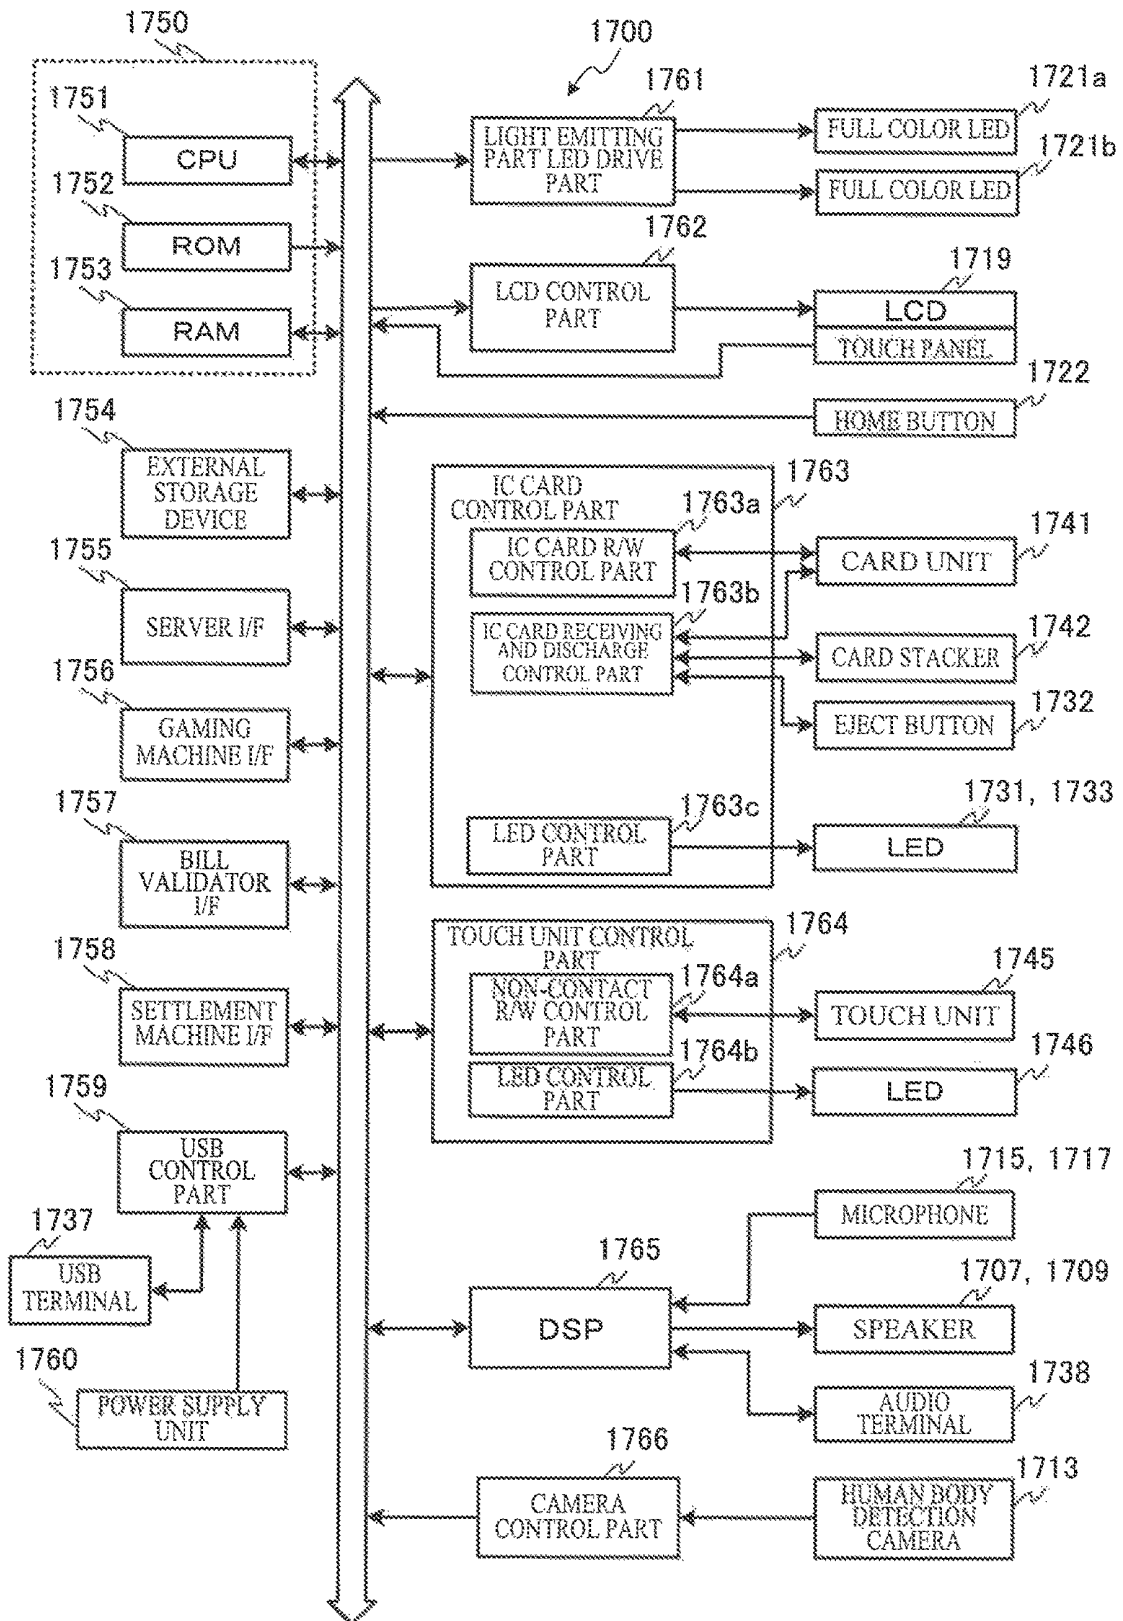 1700
1750
1751
CPU
1752
ROM
1753
RAM
1754
EXTERNAL
STORAGE
DEVICE
1755
SERVER I/F
1756
GAMING
MACHINE I/F
1757
BILL
VALIDATOR
I/F
1758
SETTLEMENT
MACHINE I/F
1759
USB
CONTROL
PART
1737
USB
TERMINAL
1760
POWER SUPPLY
UNIT
1761
LIGHT EMITTING
PART LED DRIVE
PART
1721a
FULL COLOR LED
1721b
FULL COLOR LED
1762
LCD CONTROL
PART
1719
LCD
TOUCH PANEL
1722
HOME BUTTON
1763
IC CARD
CONTROL PART
1763a
IC CARD R/W
CONTROL PART
1763b
IC CARD RECEIVING
AND DISCHARGE
CONTROL PART
1763c
LED CONTROL
PART
1741
CARD UNIT
1742
CARD STACKER
1732
EJECT BUTTON
1731, 1733
LED
1764
TOUCH UNIT CONTROL
PART
1764a
NON-CONTACT
R/W CONTROL
PART
1764b
LED CONTROL
PART
1745
TOUCH UNIT
1746
LED
1765
DSP
1715, 1717
MICROPHONE
1707, 1709
SPEAKER
1738
AUDIO
TERMINAL
1766
CAMERA
CONTROL PART
1713
HUMAN BODY
DETECTION
CAMERA